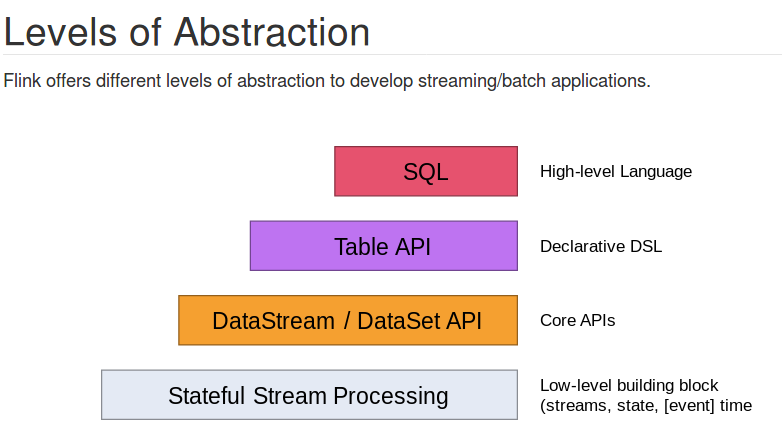 Levels of Abstraction
Flink offers different levels of abstraction to develop streaming/batch applications.
SQL
High-level Language
Table API
Declarative DSL
DataStream / DataSet API
Core APIs
Stateful Stream Processing
Low-level building block
(streams, state, [event] time